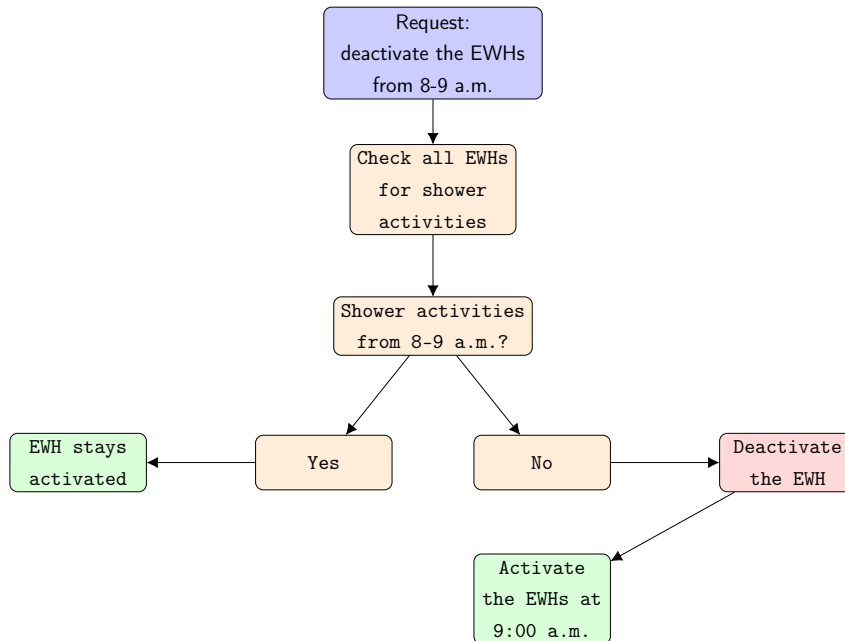 Request:
deactivate the EWHs
from 8-9 a.m.
Check all EWHs
for shower
activities
Shower activities
from 8-9 a.m.?
EWH stays
activated
Yes
No
Deactivate
the EWH
Activate
the EWHs at
9:00 a.m.